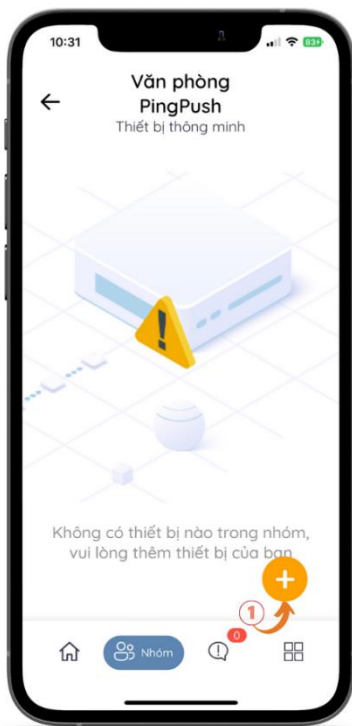 10:31
83
Văn phòng
PingPush
Thiết bị thông minh
Không có thiết bị nào trong nhóm,
vui lòng thêm thiết bị của bạn
+
1
0
Nhóm